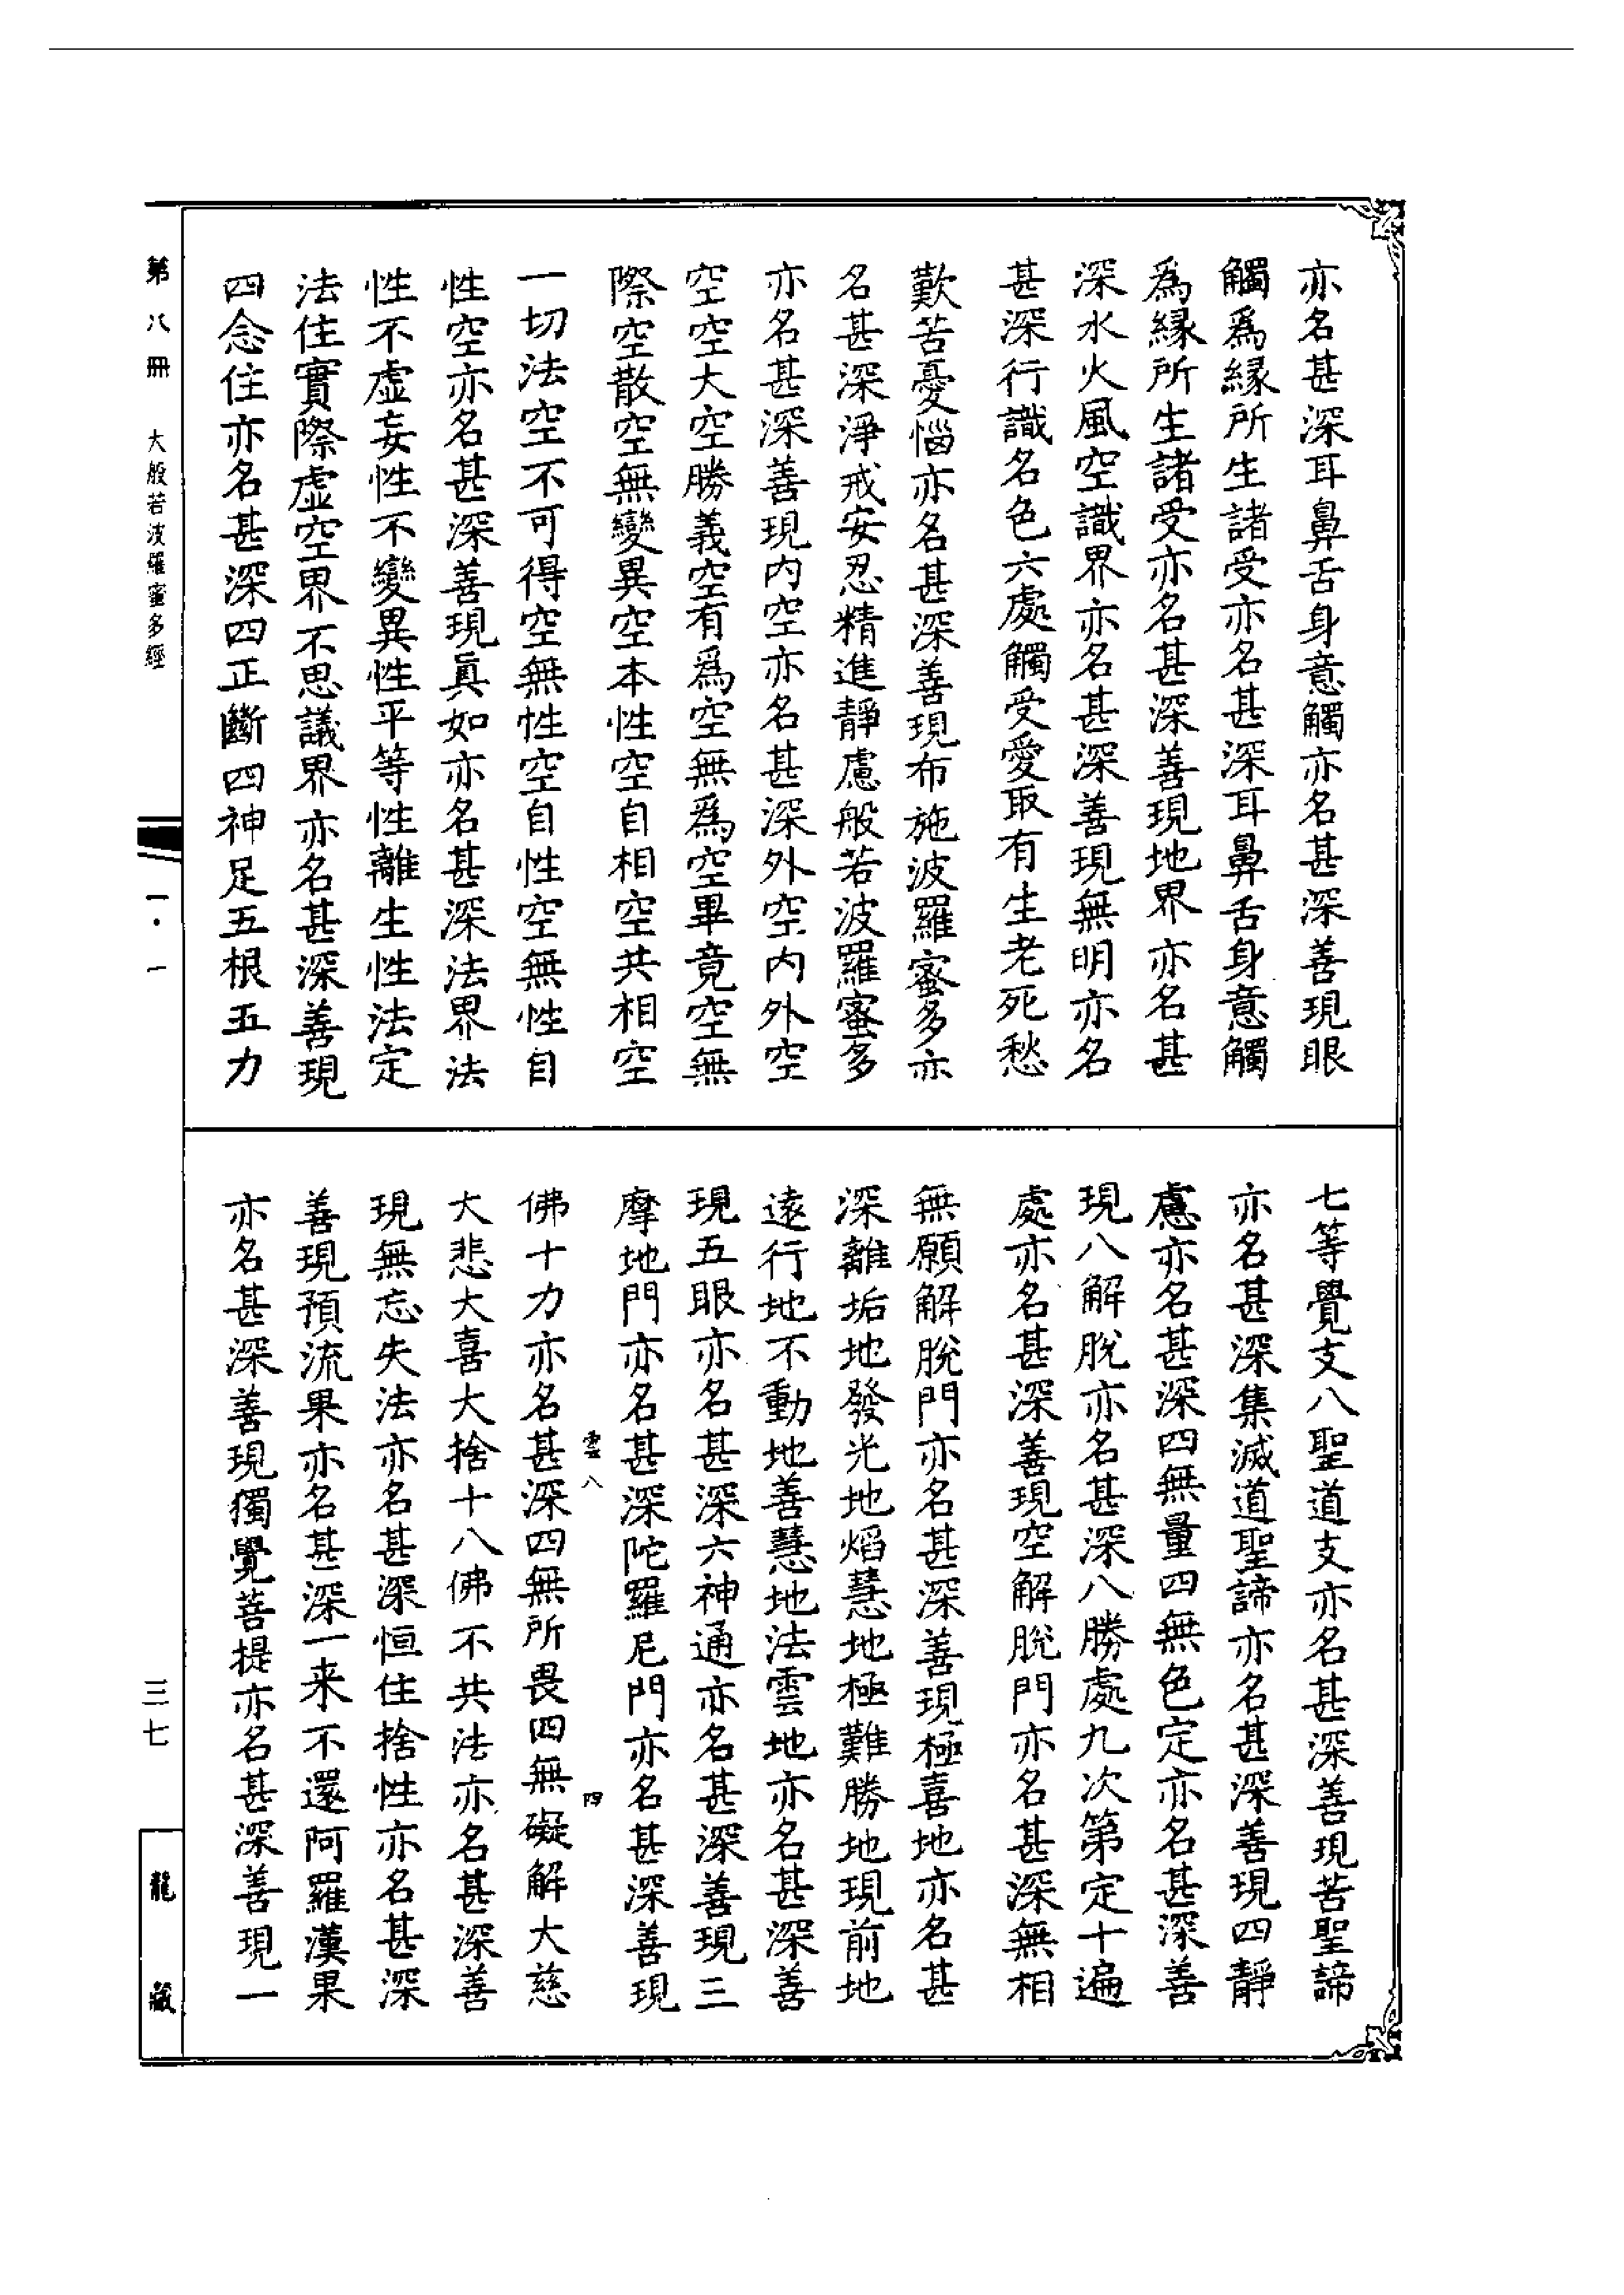 亦名甚深耳鼻舌身意觸亦名甚深善現眼
觸爲緣所生諸受亦名甚深耳鼻舌身意觸
爲緣所生諸受亦名甚深善現地界亦名甚
深水火風空識界亦名甚深善現無明亦名
甚深行識名色六處觸受愛取有生老死愁
歎苦憂惱亦名甚深善現布施波羅蜜多亦
名甚深淨戒安忍精進靜慮般若波羅蜜多
亦名甚深善現內空亦名甚深外空內外空
空空大空勝義空有爲空無爲空畢竟空無
際空散空無變異空本性空自相空共相空
一切法空不可得空無性空自性空無性自
性空亦名甚深善現眞如亦名甚深法界法
性不虛妄性不變異性平等性離生性法定
法住實際虛空界不思議界亦名甚深善現
四念住亦名甚深四正斷四神足五根五力
七等覺支八聖道支亦名甚深善現苦聖諦
亦名甚深集滅道聖諦亦名甚深善現四靜
慮亦名甚深四無量四無色定亦名甚深善
現八解脫亦名甚深八勝處九次第定十遍
處亦名甚深善現空解脫門亦名甚深無相
無願解脫門亦名甚深善現極喜地亦名甚
深離垢地發光地焰慧地極難勝地現前地
遠行地不動地善慧地法雲地亦名甚深善
現五眼亦名甚深六神通亦名甚深善現三
摩地門亦名甚深陀羅尼門亦名甚深善現
雲八 四
佛十力亦名甚深四無所畏四無礙解大慈
大悲大喜大捨十八佛不共法亦名甚深善
現無忘失法亦名甚深恒住捨性亦名甚深
善現預流果亦名甚深一来不還阿羅漢果
亦名甚深善現獨覺菩提亦名甚深善現一
第八冊 大般若波羅蜜多經 一·一
三七
龍藏